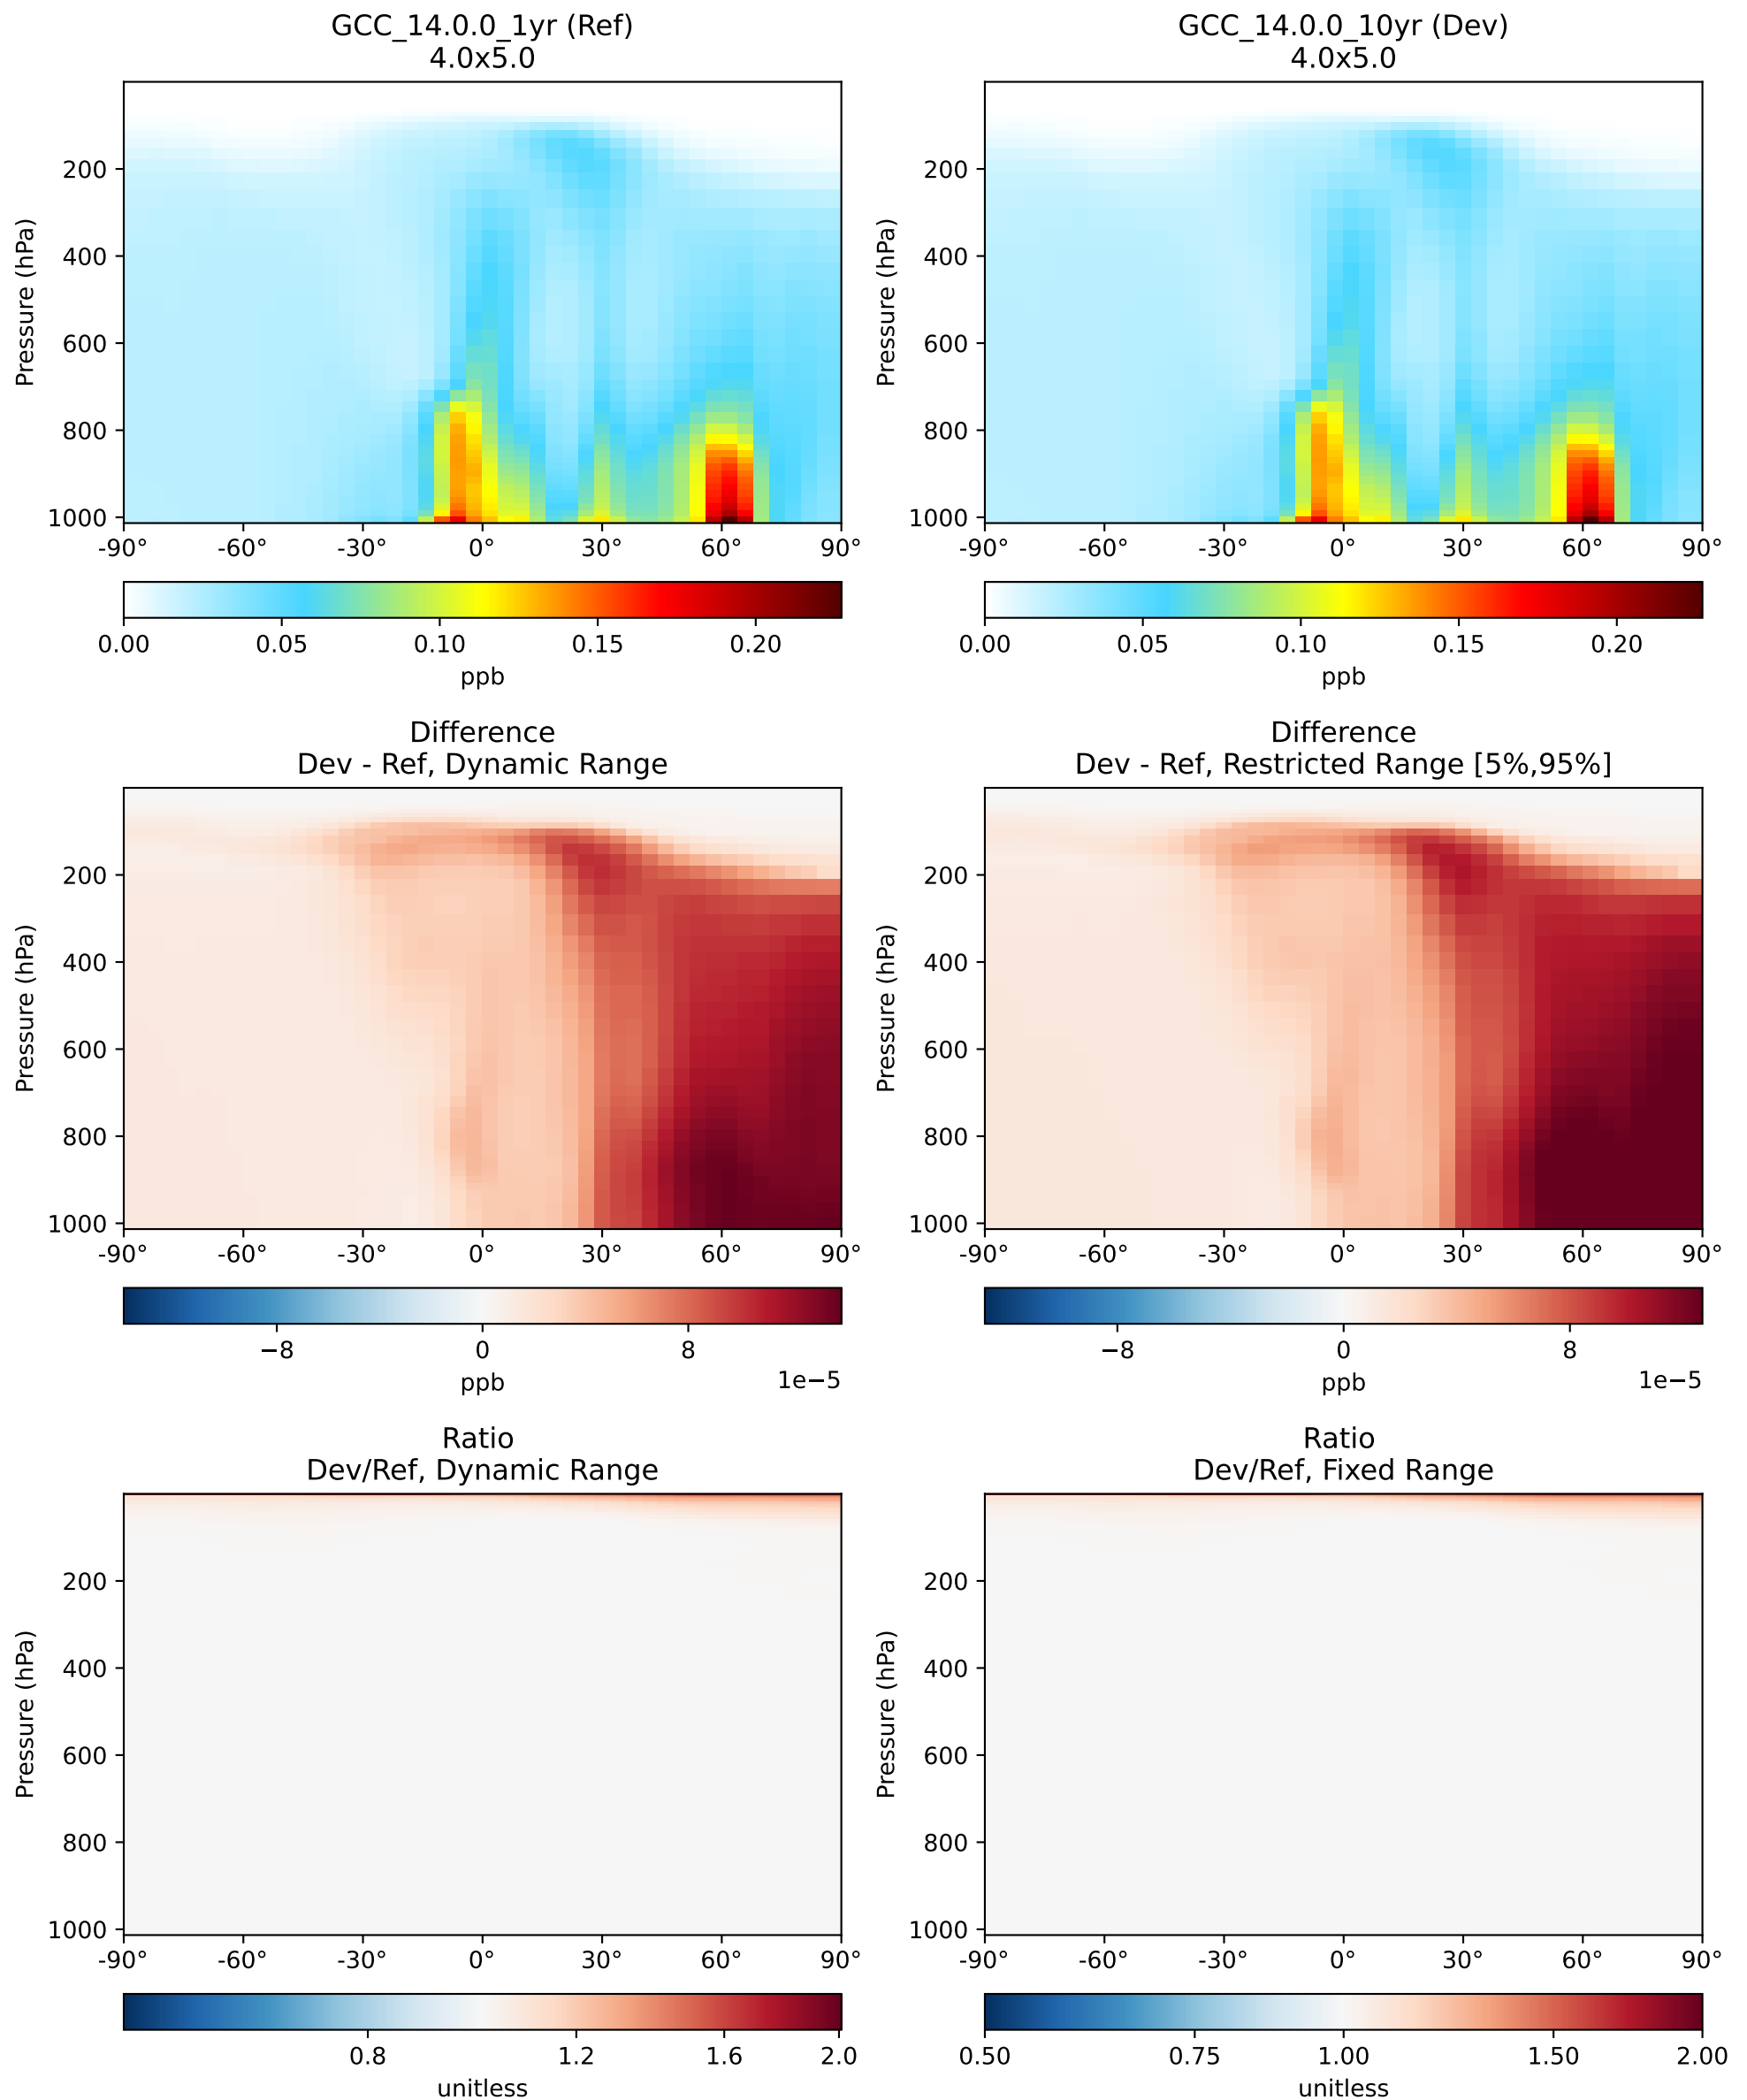 GCC_14.0.0_1yr (Ref)
4.0x5.0
Pressure (hPa)
200
400
600
800
1000
-90° -60° -30° 0° 30° 60° 90°
0.00 0.05 0.10 0.15 0.20
ppb
GCC_14.0.0_10yr (Dev)
4.0x5.0
Pressure (hPa)
200
400
600
800
1000
-90° -60° -30° 0° 30° 60° 90°
0.00 0.05 0.10 0.15 0.20
ppb
Difference
Dev - Ref, Dynamic Range
Pressure (hPa)
200
400
600
800
1000
-90° -60° -30° 0° 30° 60° 90°
−8 0 8
ppb 1e−5
Difference
Dev - Ref, Restricted Range [5%,95%]
Pressure (hPa)
200
400
600
800
1000
-90° -60° -30° 0° 30° 60° 90°
−8 0 8
ppb 1e−5
Ratio
Dev/Ref, Dynamic Range
Pressure (hPa)
200
400
600
800
1000
-90° -60° -30° 0° 30° 60° 90°
0.8 1.2 1.6 2.0
unitless
Ratio
Dev/Ref, Fixed Range
Pressure (hPa)
200
400
600
800
1000
-90° -60° -30° 0° 30° 60° 90°
0.50 0.75 1.00 1.50 2.00
unitless